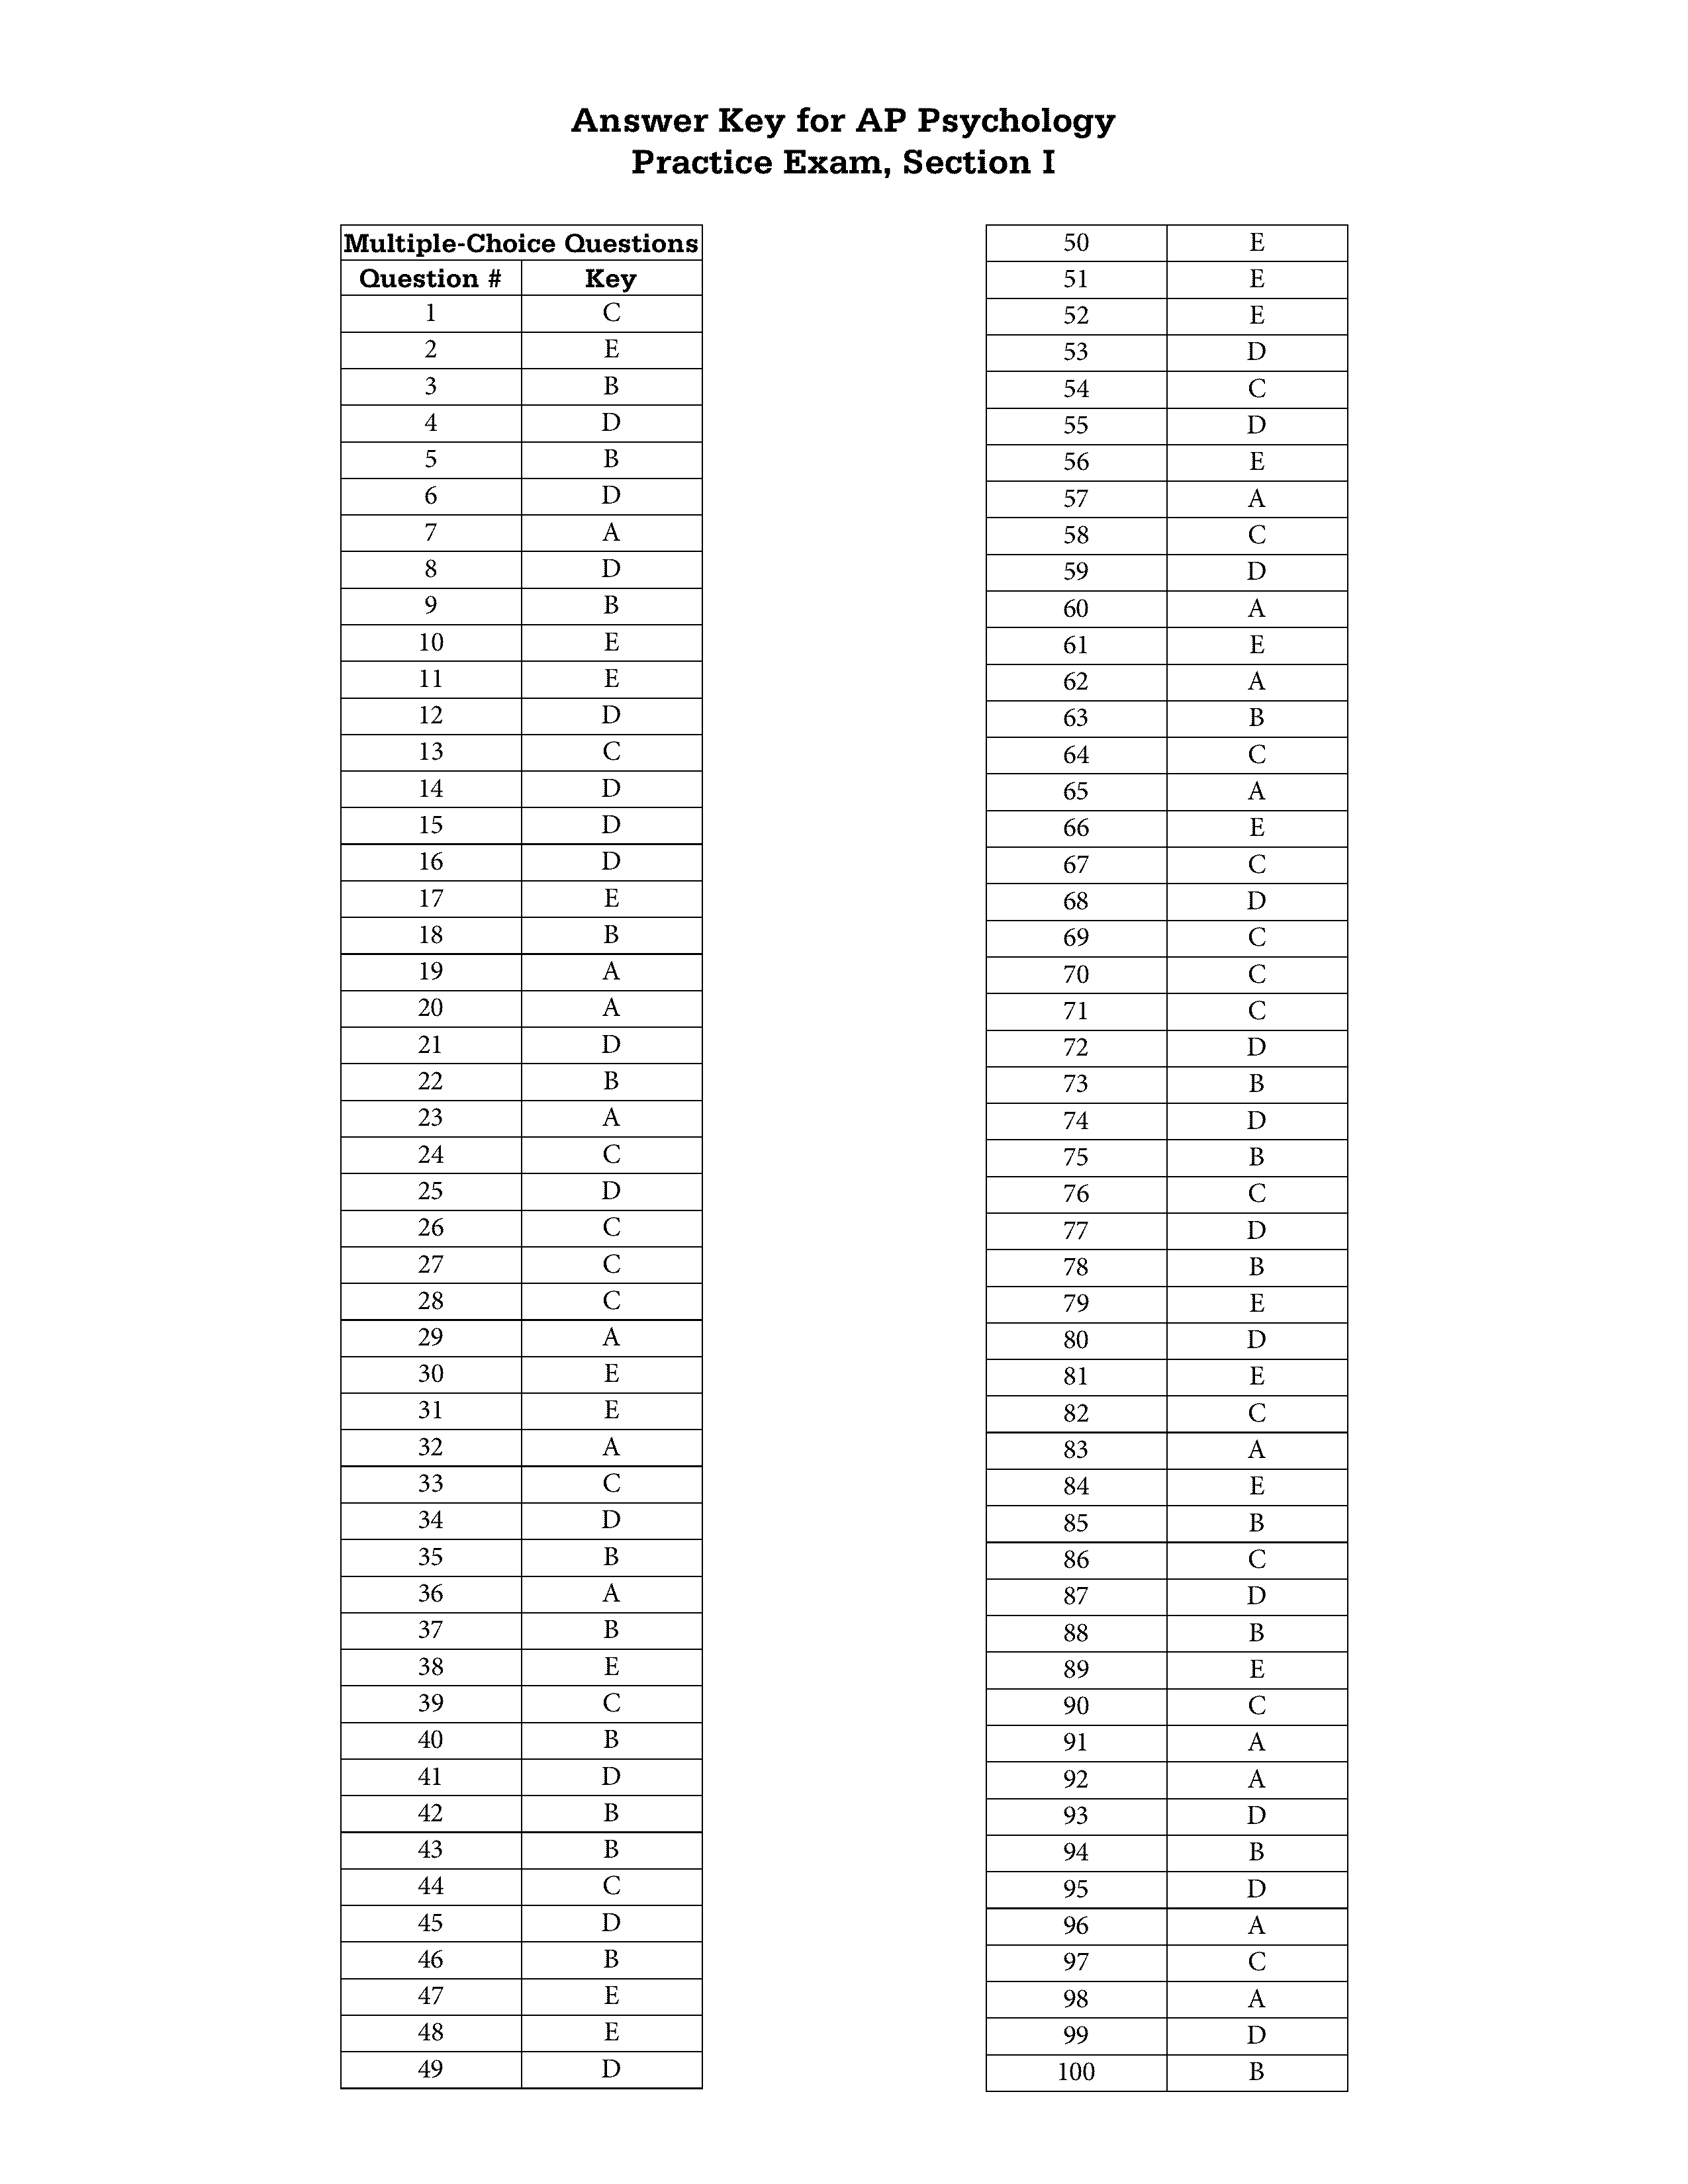 Answer Key for AP Psychology
Practice Exam, Section I
Multiple-Choice Questions
Question # Key
1 C
2 E
3 B
4 D
5 B
6 D
7 A
8 D
9 B
10 E
11 E
12 D
13 C
14 D
15 D
16 D
17 E
18 B
19 A
20 A
21 D
22 B
23 A
24 C
25 D
26 C
27 C
28 C
29 A
30 E
31 E
32 A
33 C
34 D
35 B
36 A
37 B
38 E
39 C
40 B
41 D
42 B
43 B
44 C
45 D
46 B
47 E
48 E
49 D
50 E
51 E
52 E
53 D
54 C
55 D
56 E
57 A
58 C
59 D
60 A
61 E
62 A
63 B
64 C
65 A
66 E
67 C
68 D
69 C
70 C
71 C
72 D
73 B
74 D
75 B
76 C
77 D
78 B
79 E
80 D
81 E
82 C
83 A
84 E
85 B
86 C
87 D
88 B
89 E
90 C
91 A
92 A
93 D
94 B
95 D
96 A
97 C
98 A
99 D
100 B